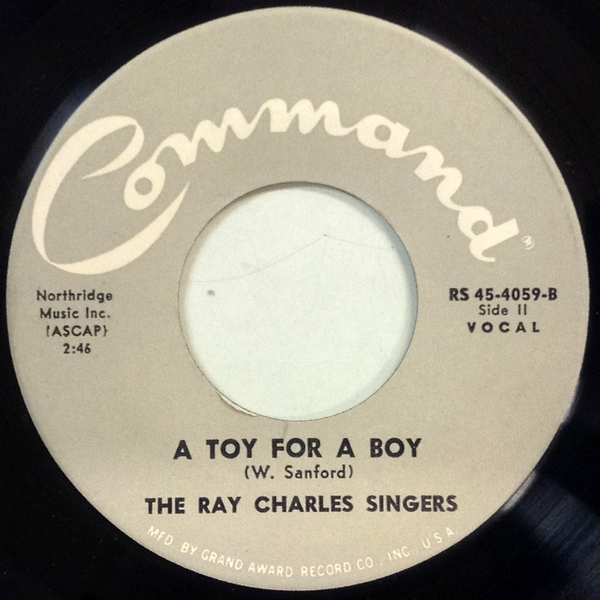 Command®
Northridge
Music Inc.
(ASCAP)
2:46
RS 45-4059-B
Side II
VOCAL
A TOY FOR A BOY
(W. Sanford)
THE RAY CHARLES SINGERS
MFD. BY GRAND AWARD RECORD CO., INC., U S A